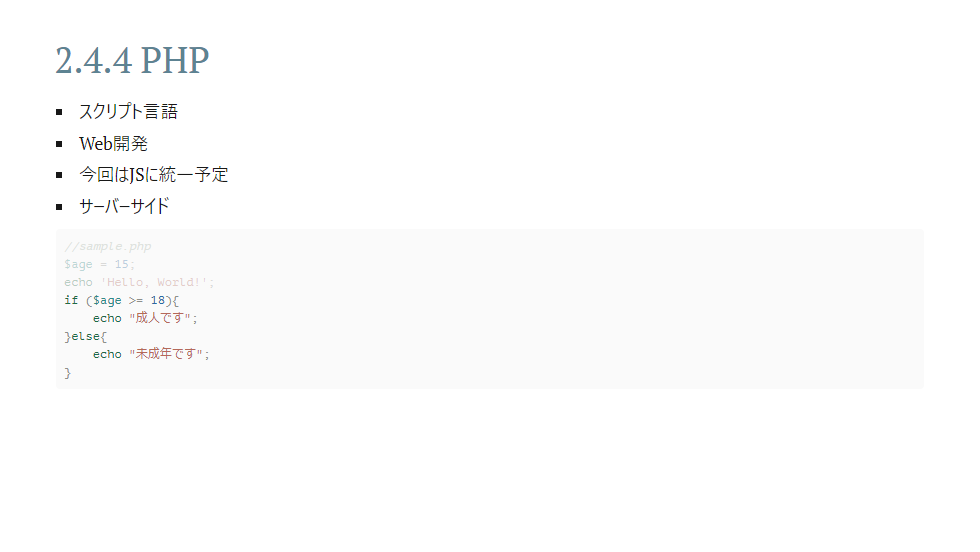 2.4.4 PHP
スクリプト言語
Web開発
今回はJSに統一予定
サーバーサイド
//sample.php
$age = 15;
echo 'Hello, World!';
if ($age >= 18){
    echo "成人です";
}else{
    echo "未成年です";
}